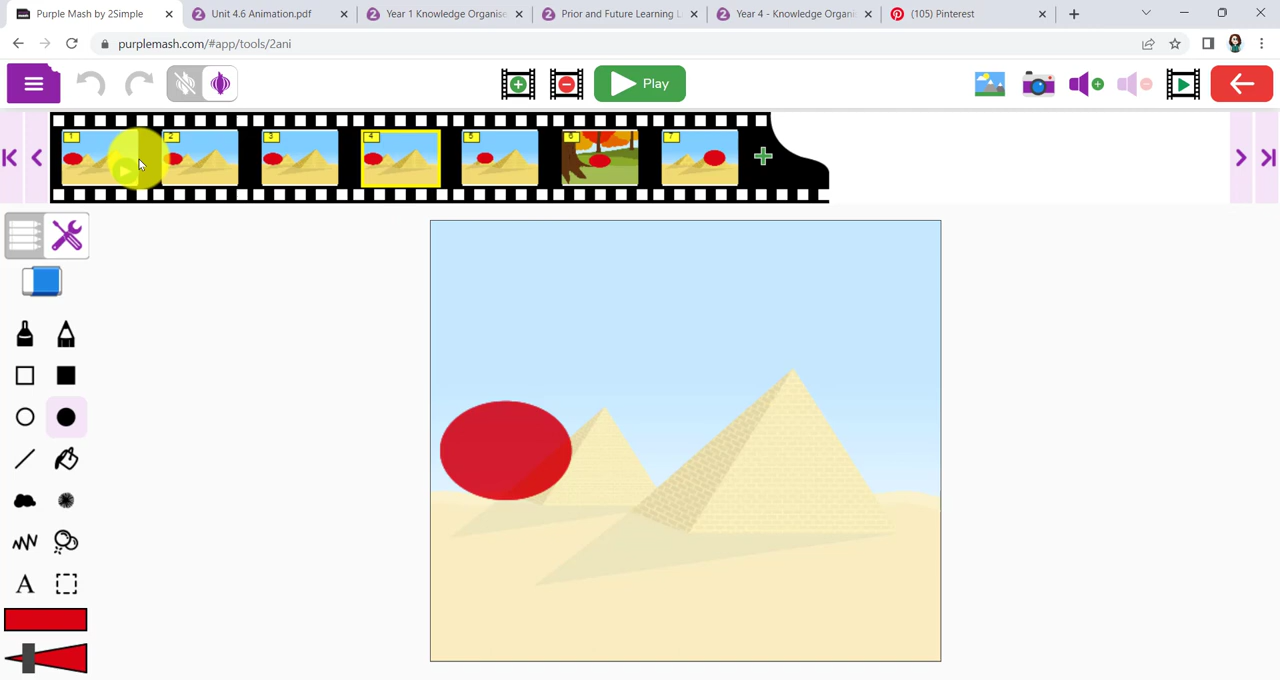 Purple Mash by 2Simple
Unit 4.6 Animation.pdf
Year 1 Knowledge Organise
Prior and Future Learning L
Year 4 - Knowledge Organi
(105) Pinterest
purplemash.com/#app/tools/2ani
Play
1
2
3
4
5
6
7
A